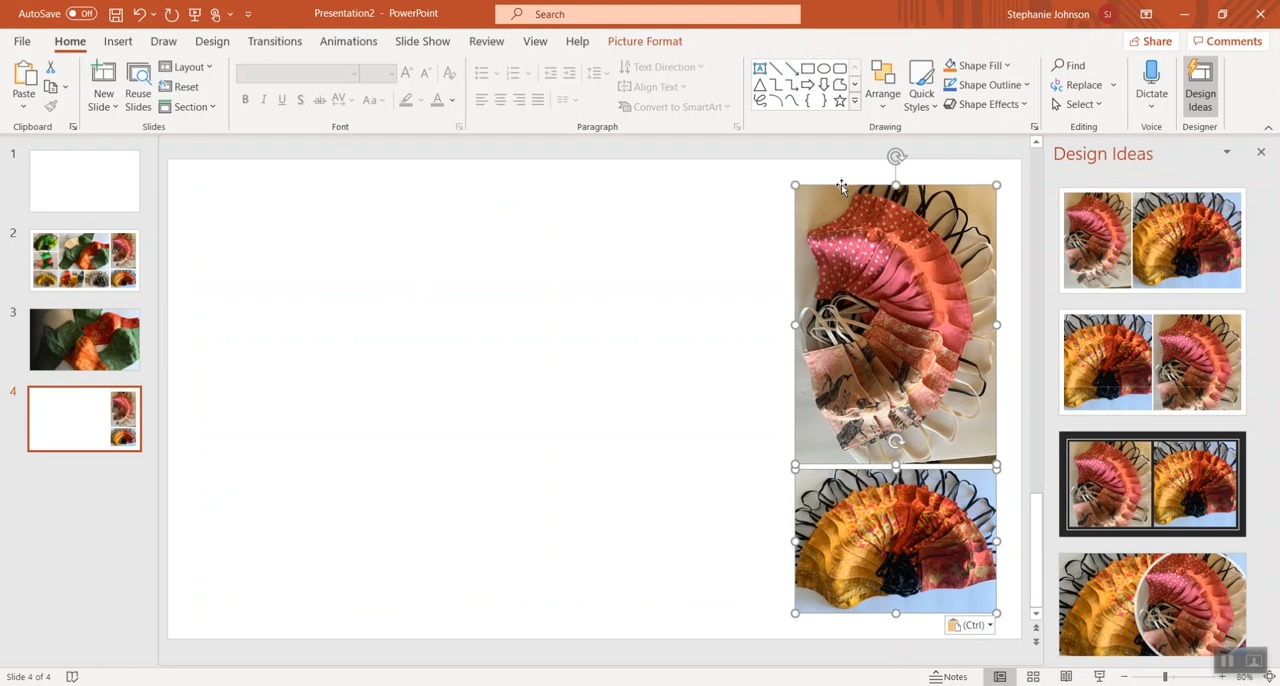 AutoSave Off Presentation2 - PowerPoint Search Stephanie Johnson SJ
File Home Insert Draw Design Transitions Animations Slide Show Review View Help Picture Format Share Comments
Paste
Clipboard
New Slide
Reuse Slides
Layout
Reset
Section
Slides
B I U S ab AV Aa A A A
Font
Text Direction
Align Text
Convert to SmartArt
Paragraph
Arrange
Quick Styles
Shape Fill
Shape Outline
Shape Effects
Drawing
Find
Replace
Select
Editing
Dictate
Voice
Design Ideas
Designer
1
2
3
4
(Ctrl)
Design Ideas
Slide 4 of 4 Notes 80%